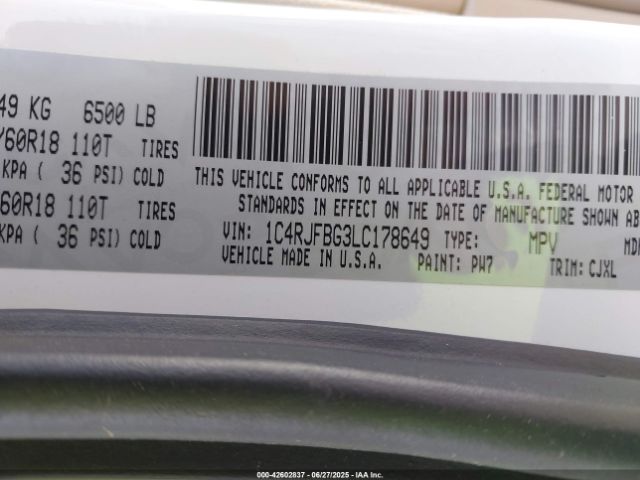 49 KG 6500 LB
/60R18 110T TIRES
KPA ( 36 PSI) COLD
60R18 110T TIRES
KPA ( 36 PSI) COLD
THIS VEHICLE CONFORMS TO ALL APPLICABLE U.S.A. FEDERAL MOTOR
STANDARDS IN EFFECT ON THE DATE OF MANUFACTURE SHOWN AB
VIN: 1C4RJFBG3LC178649 TYPE: MPV MD
VEHICLE MADE IN U.S.A. PAINT: PW7 TRIM: CJXL
000-42602837 06/27/2025 IAA Inc.